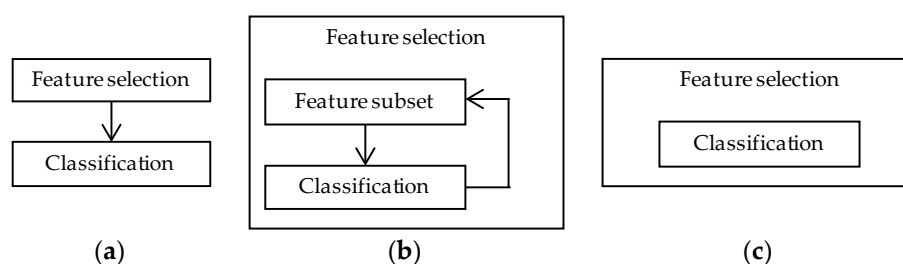 Feature selection
Classification
(a)
Feature selection
Feature subset
Classification
(b)
Feature selection
Classification
(c)